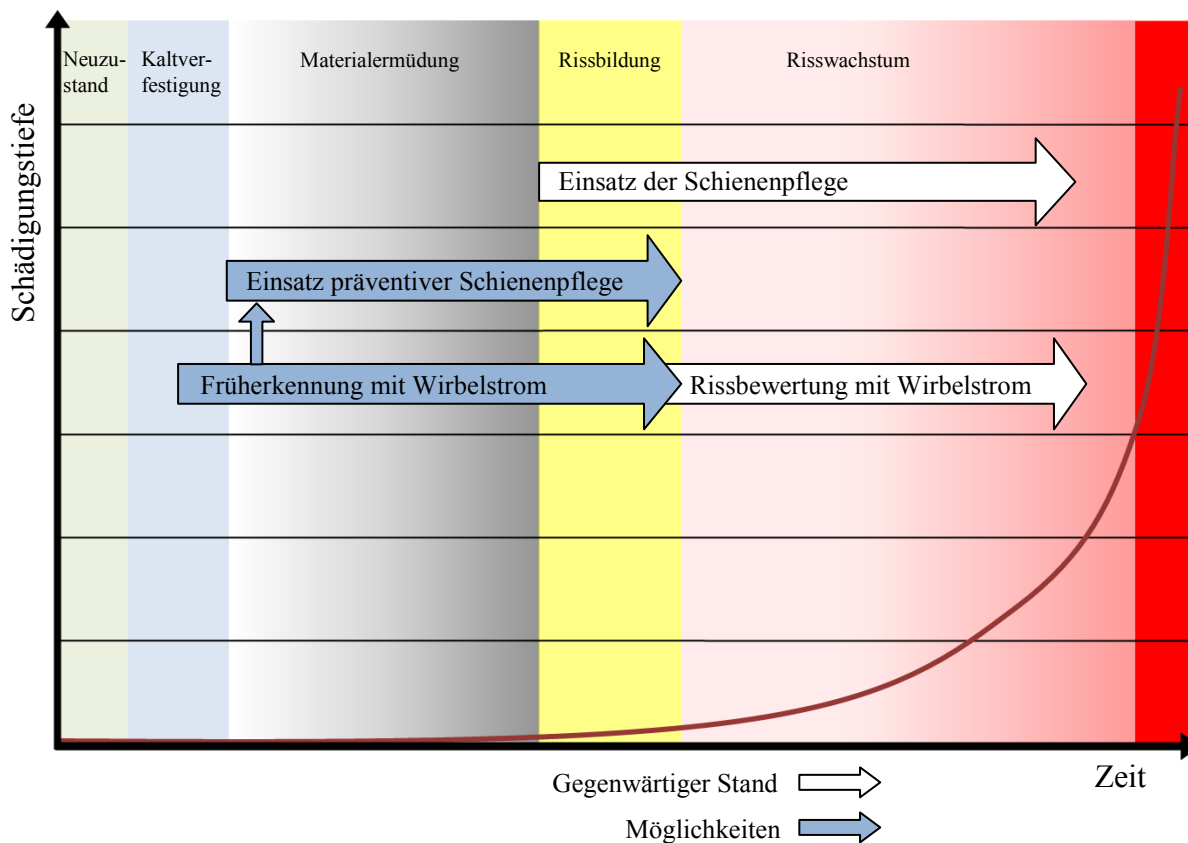 Neuzu-
stand
Kaltver-
festigung
Materialermüdung
Rissbildung
Risswachstum
Schädigungstiefe
Einsatz der Schienenpflege
Einsatz präventiver Schienenpflege
Früherkennung mit Wirbelstrom
Rissbewertung mit Wirbelstrom
Zeit
Gegenwärtiger Stand
Möglichkeiten